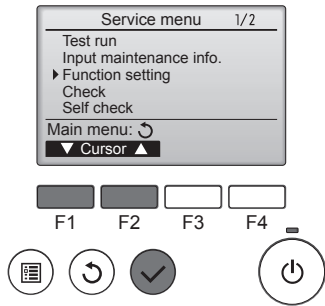 Service menu 1/2
Test run
Input maintenance info.
Function setting
Check
Self check
Main menu:
▼ Cursor ▲
F1 F2 F3 F4